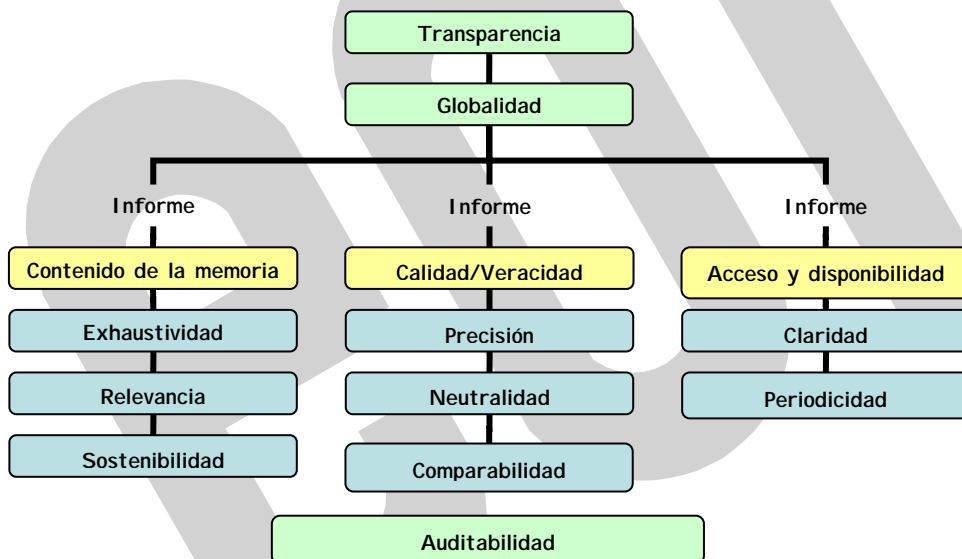 Transparencia
Globalidad
Informe
Informe
Informe
Contenido de la memoria
Calidad/Veracidad
Acceso y disponibilidad
Exhaustividad
Precisión
Claridad
Relevancia
Neutralidad
Periodicidad
Sostenibilidad
Comparabilidad
Auditabilidad